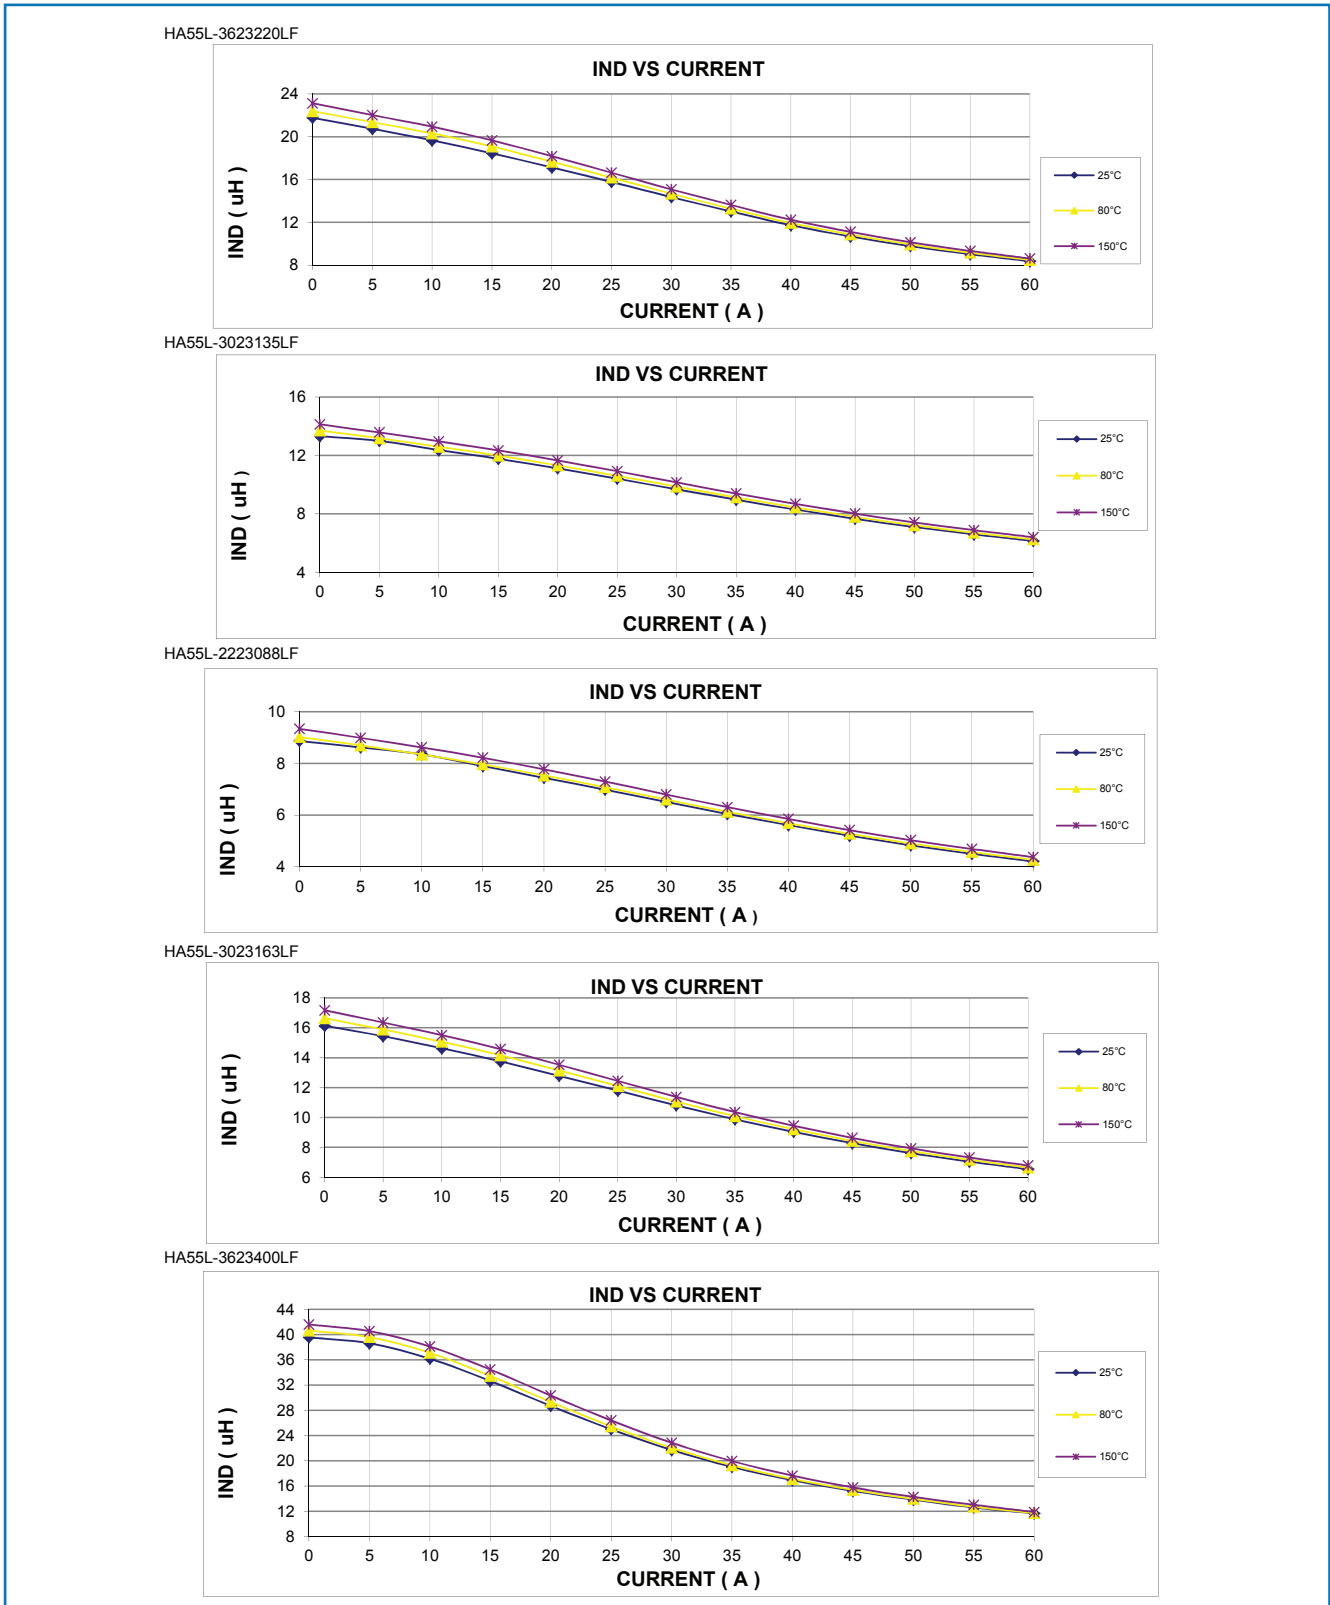 HA55L-3623220LF
IND VS CURRENT
24
20
16
12
8
IND ( uH )
0 5 10 15 20 25 30 35 40 45 50 55 60
CURRENT ( A )
25°C
80°C
150°C
HA55L-3023135LF
IND VS CURRENT
16
12
8
4
IND ( uH )
0 5 10 15 20 25 30 35 40 45 50 55 60
CURRENT ( A )
25°C
80°C
150°C
HA55L-2223088LF
IND VS CURRENT
10
8
6
4
IND ( uH )
0 5 10 15 20 25 30 35 40 45 50 55 60
CURRENT ( A )
25°C
80°C
150°C
HA55L-3023163LF
IND VS CURRENT
18
16
14
12
10
8
6
IND ( uH )
0 5 10 15 20 25 30 35 40 45 50 55 60
CURRENT ( A )
25°C
80°C
150°C
HA55L-3623400LF
IND VS CURRENT
44
40
36
32
28
24
20
16
12
8
IND ( uH )
0 5 10 15 20 25 30 35 40 45 50 55 60
CURRENT ( A )
25°C
80°C
150°C